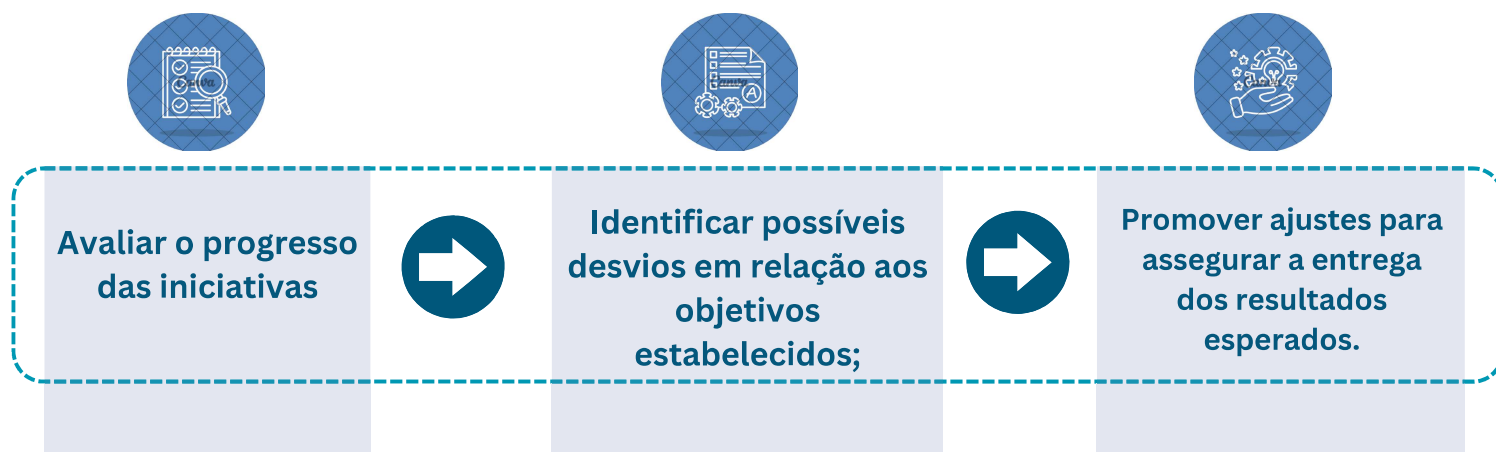 Avaliar o progresso
das iniciativas
Identificar possíveis
desvios em relação aos
objetivos
estabelecidos;
Promover ajustes para
assegurar a entrega
dos resultados
esperados.